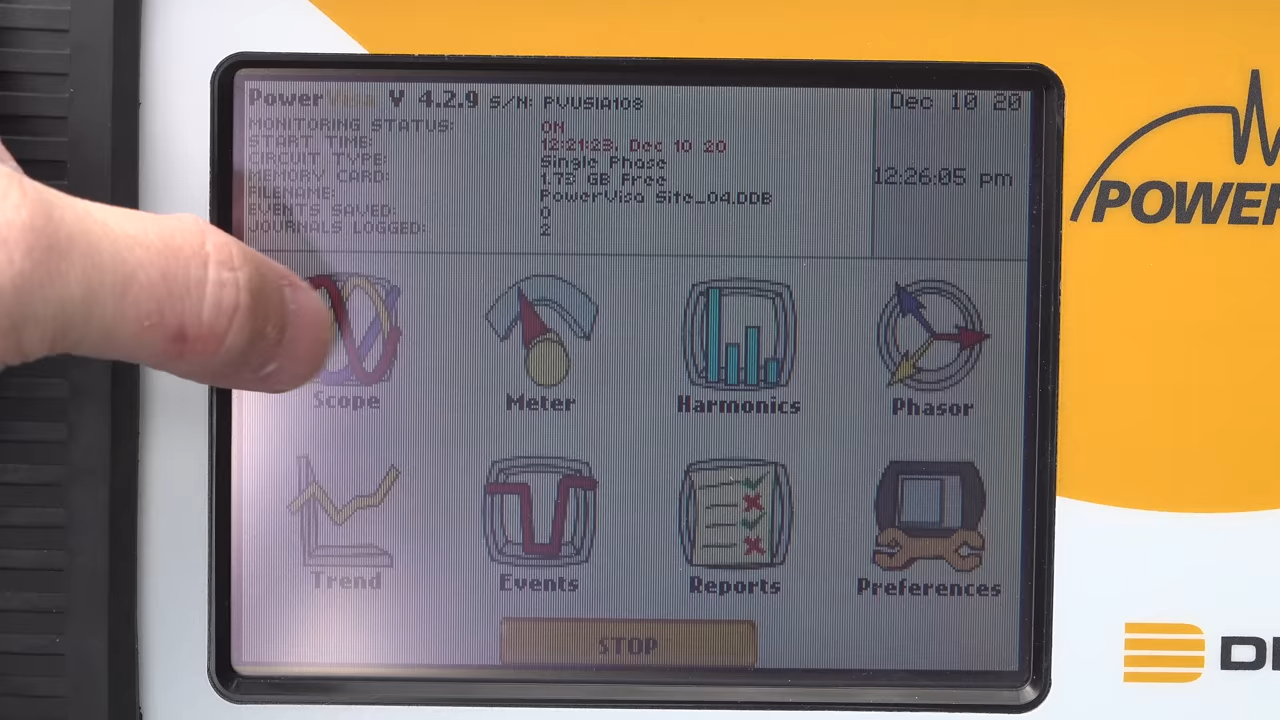 PowerVisa V 4.2.9 S/N: PVUSIA108
Dec 10 20
MONITORING STATUS: ON
START TIME: 12:21:23, Dec 10 20
CIRCUIT TYPE: Single Phase
MEMORY CARD: 1.73 GB Free
FILENAME: PowerVisa Site_04.DDB
EVENTS SAVED: 0
JOURNALS LOGGED: 2
12:26:05 pm
POWER
Scope Meter Harmonics Phasor
Trend Events Reports Preferences
STOP